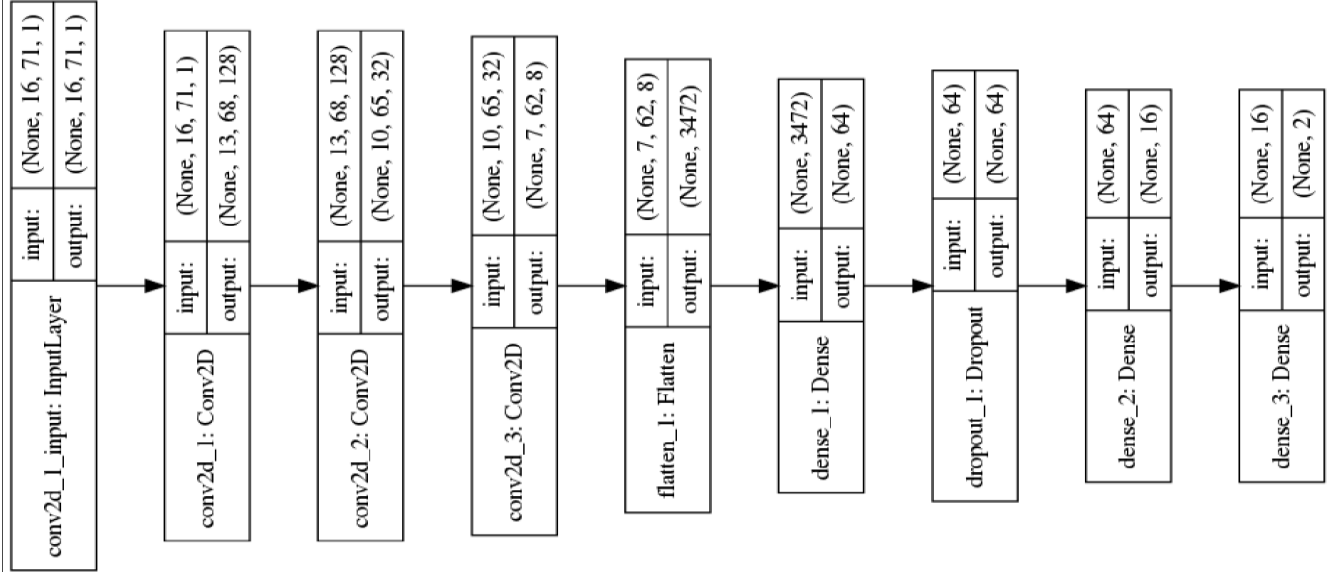 conv2d_1_input: InputLayer
input:
(None, 16, 71, 1)
output:
(None, 16, 71, 1)
conv2d_1: Conv2D
input:
(None, 16, 71, 1)
output:
(None, 13, 68, 128)
conv2d_2: Conv2D
input:
(None, 13, 68, 128)
output:
(None, 10, 65, 32)
conv2d_3: Conv2D
input:
(None, 10, 65, 32)
output:
(None, 7, 62, 8)
flatten_1: Flatten
input:
(None, 7, 62, 8)
output:
(None, 3472)
dense_1: Dense
input:
(None, 3472)
output:
(None, 64)
dropout_1: Dropout
input:
(None, 64)
output:
(None, 64)
dense_2: Dense
input:
(None, 64)
output:
(None, 16)
dense_3: Dense
input:
(None, 16)
output:
(None, 2)